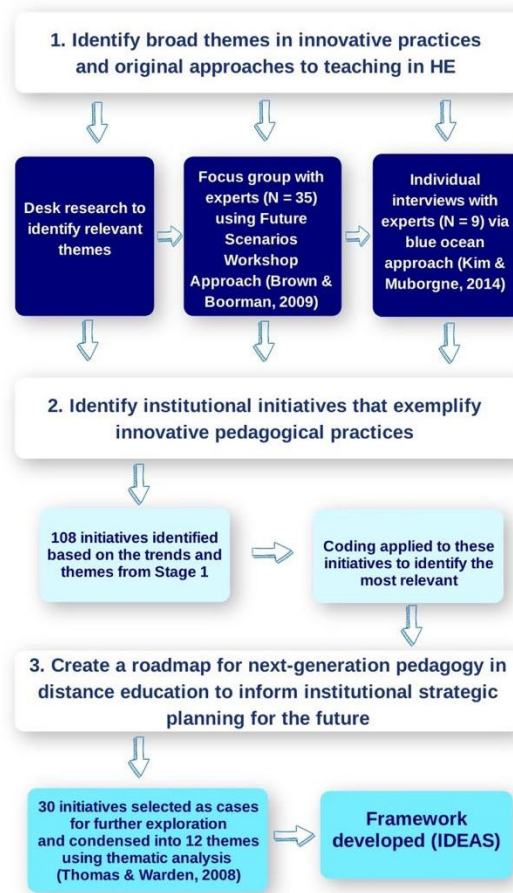 1. Identify broad themes in innovative practices
and original approaches to teaching in HE
Desk research to
identify relevant
themes
Focus group with
experts (N = 35)
using Future
Scenarios
Workshop
Approach (Brown &
Boorman, 2009)
Individual
interviews with
experts (N = 9) via
blue ocean
approach (Kim &
Muborgne, 2014)
2. Identify institutional initiatives that exemplify
innovative pedagogical practices
108 initiatives identified
based on the trends and
themes from Stage 1
Coding applied to these
initiatives to identify the
most relevant
3. Create a roadmap for next-generation pedagogy in
distance education to inform institutional strategic
planning for the future
30 initiatives selected as cases
for further exploration
and condensed into 12 themes
using thematic analysis
(Thomas & Warden, 2008)
Framework
developed (IDEAS)